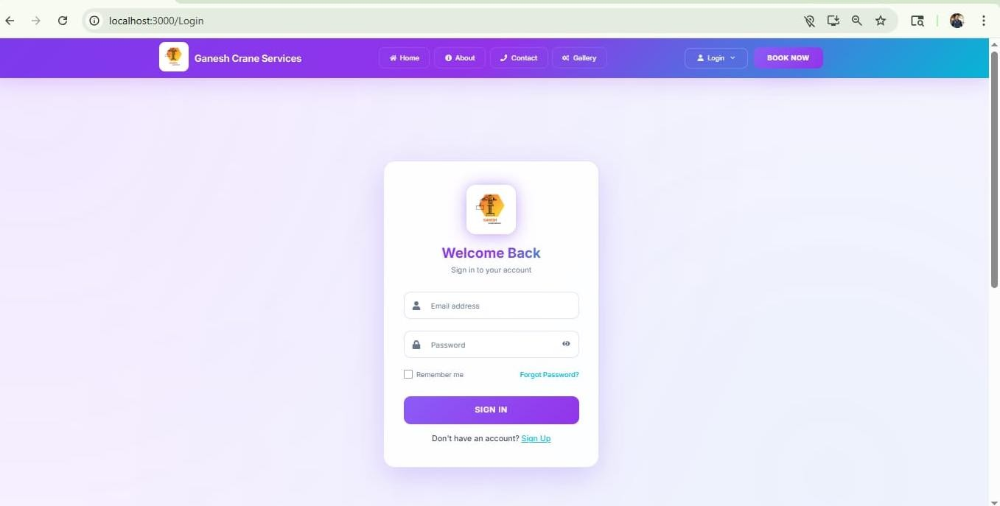 localhost:3000/Login
Ganesh Crane Services
Home
About
Contact
Gallery
Login
BOOK NOW
GANESH
Welcome Back
Sign in to your account
Email address
Password
Remember me
Forgot Password?
SIGN IN
Don't have an account? Sign Up